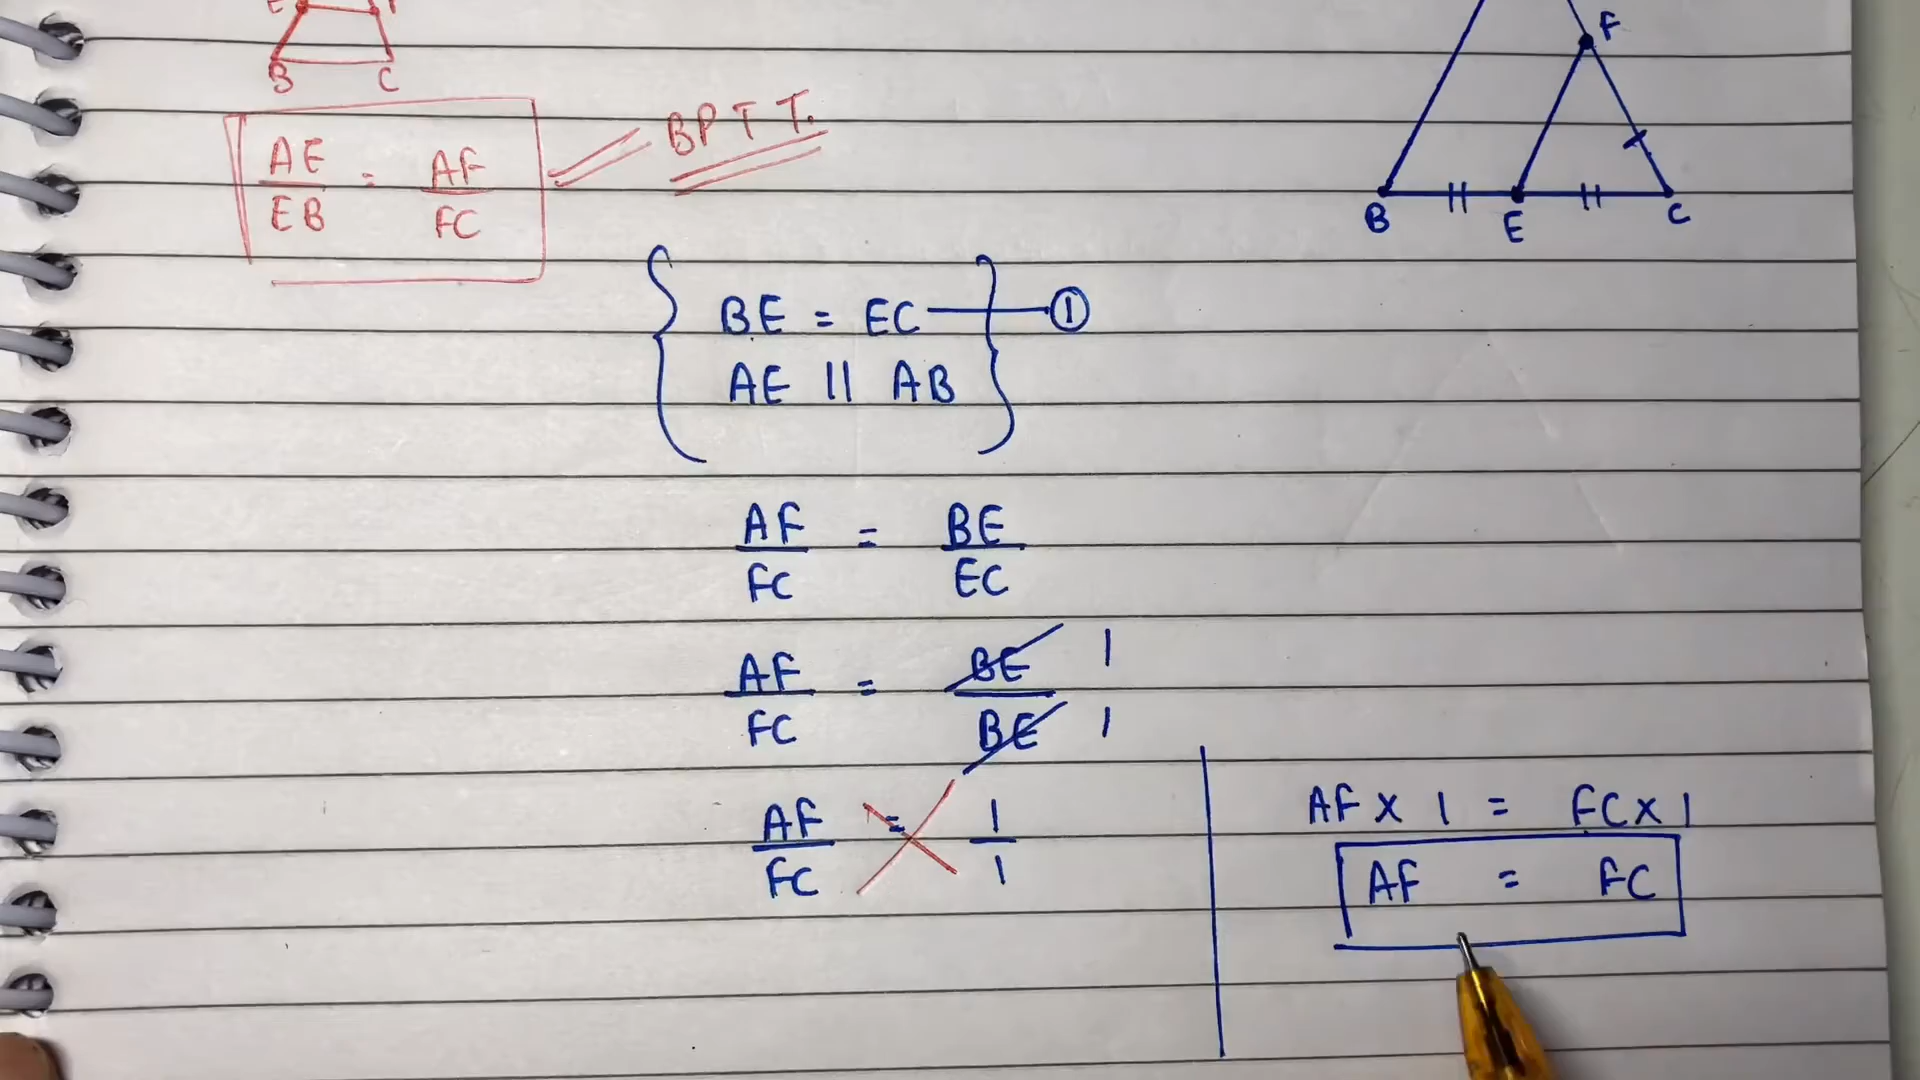 E F
B C
AE/EB = AF/FC
BPTT.
F
B E C
BE = EC ①
AE || AB
AF/FC = BE/EC
AF/FC = BE/BE 1 1
AF/FC = 1/1
AF x 1 = FC x 1
AF = FC